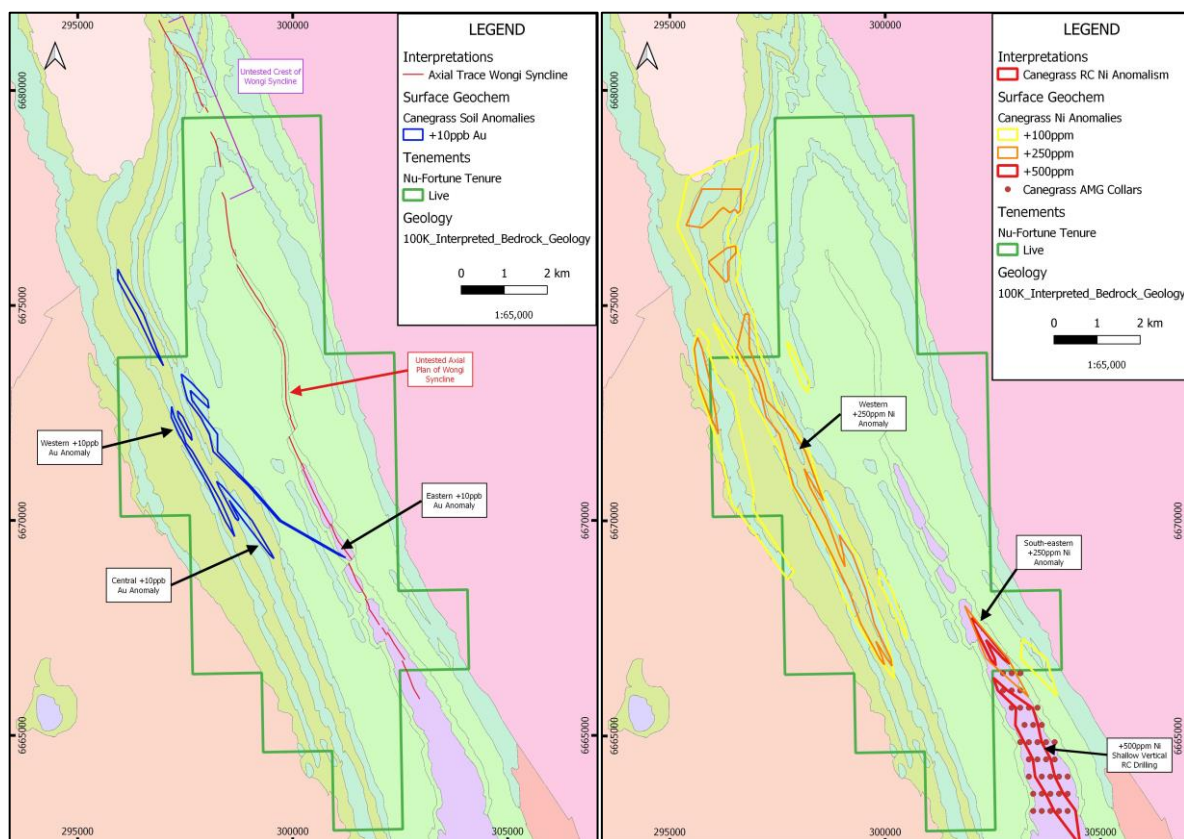 295000
300000
6680000
6675000
6670000
6665000
Untested Crest of
Wongi Syncline
Untested Axial
Plan of Wongi
Syncline
Western +10ppb
Au Anomaly
Eastern +10ppb
Au Anomaly
Central +10ppb
Au Anomaly
LEGEND
Interpretations
Axial Trace Wongi Syncline
Surface Geochem
Canegrass Soil Anomalies
+10ppb Au
Tenements
Nu-Fortune Tenure
Live
Geology
100K_Interpreted_Bedrock_Geology
0 1 2 km
1:65,000
6675000
6670000
6665000
295000
300000
305000
295000
300000
6680000
6675000
6670000
6665000
Western
+250ppm Ni
Anomaly
South-eastern
+250ppm Ni
Anomaly
+500ppm Ni
Shallow Vertical
RC Drilling
LEGEND
Interpretations
Canegrass RC Ni Anomalism
Surface Geochem
Canegrass Ni Anomalies
+100ppm
+250ppm
+500ppm
Canegrass AMG Collars
Tenements
Nu-Fortune Tenure
Live
Geology
100K_Interpreted_Bedrock_Geology
0 1 2 km
1:65,000
6670000
6665000
295000
300000
305000